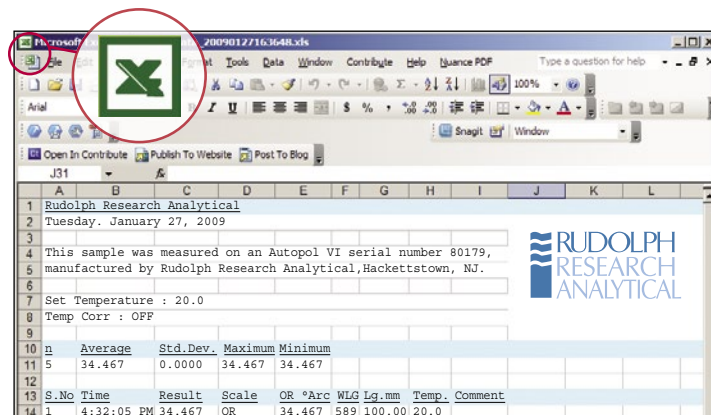 Microsof _20090127163648.xls
File Format Tools Data Window Contribute Help Nuance PDF Type a question for help
100%
Arial I U $ % ,
Snagit Window
Open In Contribute Publish To Website Post To Blog
J31 fx
A B C D E F G H I J K L
1 Rudolph Research Analytical
2 Tuesday. January 27, 2009
3
4 This sample was measured on an Autopol VI serial number 80179,
5 manufactured by Rudolph Research Analytical,Hackettstown, NJ.
6
7 Set Temperature : 20.0
8 Temp Corr : OFF
9
10 n Average Std.Dev. Maximum Minimum
11 5 34.467 0.0000 34.467 34.467
12
13 S.No Time Result Scale OR °Arc WLG Lg.mm Temp. Comment
14 1 4:32:05 PM 34.467 OR 34.467 589 100.00 20.0
RUDOLPH
RESEARCH
ANALYTICAL